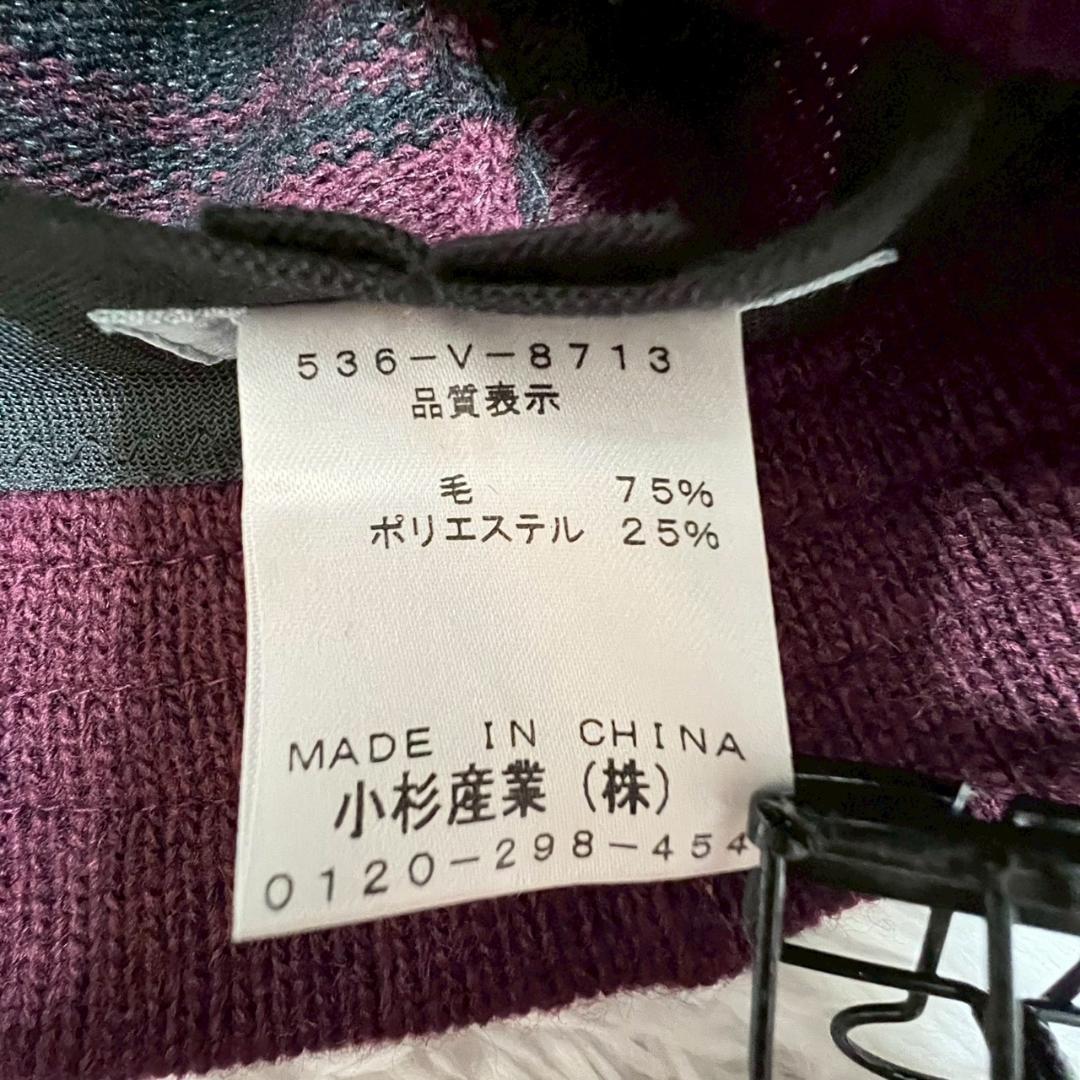 536-V-8713
品質表示
毛 75%
ポリエステル 25%
MADE IN CHINA
小杉産業(株)
0120-298-454